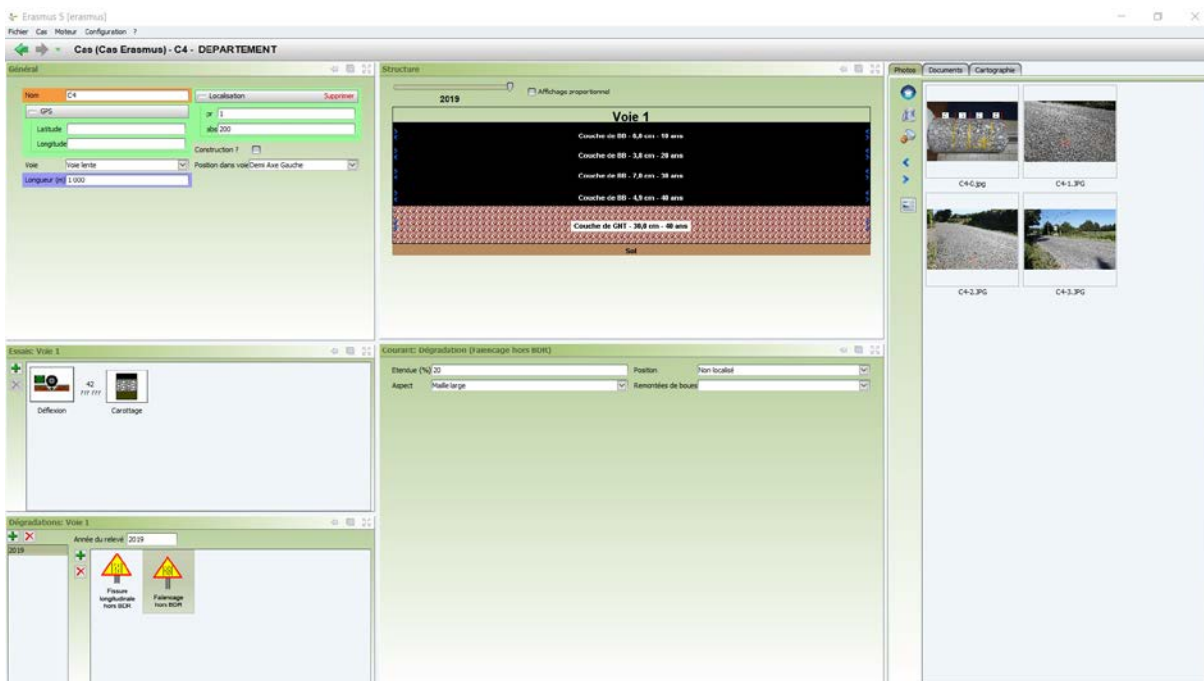 Erasmus 5 [erasmus]
Fichier Cas Moteur Configuration ?
Cas (Cas Erasmus) - C4 - DEPARTEMENT
Général
Nom C4
GPS
Latitude
Longitude
Localisation Supprimer
pr 1
abs 200
Construction ?
Voie Voie lente
Position dans voie Demi Axe Gauche
Longueur (m) 1 000
Structure
2019
Affichage proportionnel
Voie 1
Couche de BB - 6,0 cm - 10 ans
Couche de BB - 3,8 cm - 20 ans
Couche de BB - 7,0 cm - 30 ans
Couche de BB - 4,9 cm - 40 ans
Couche de GNT - 30,0 cm - 40 ans
Sol
Photos Documents Cartographie
C4-0.jpg
C4-1.JPG
C4-2.JPG
C4-3.JPG
Essais: Voie 1
42
??? ???
Déflexion
Carottage
Courant: Dégradation (Faiencage hors BDR)
Etendue (%) 20
Position Non localisé
Aspect Maille large
Remontées de boues
Dégradations: Voie 1
Année du relevé 2019
2019
Fissure
longitudinale
hors BDR
Faiencage
hors BDR